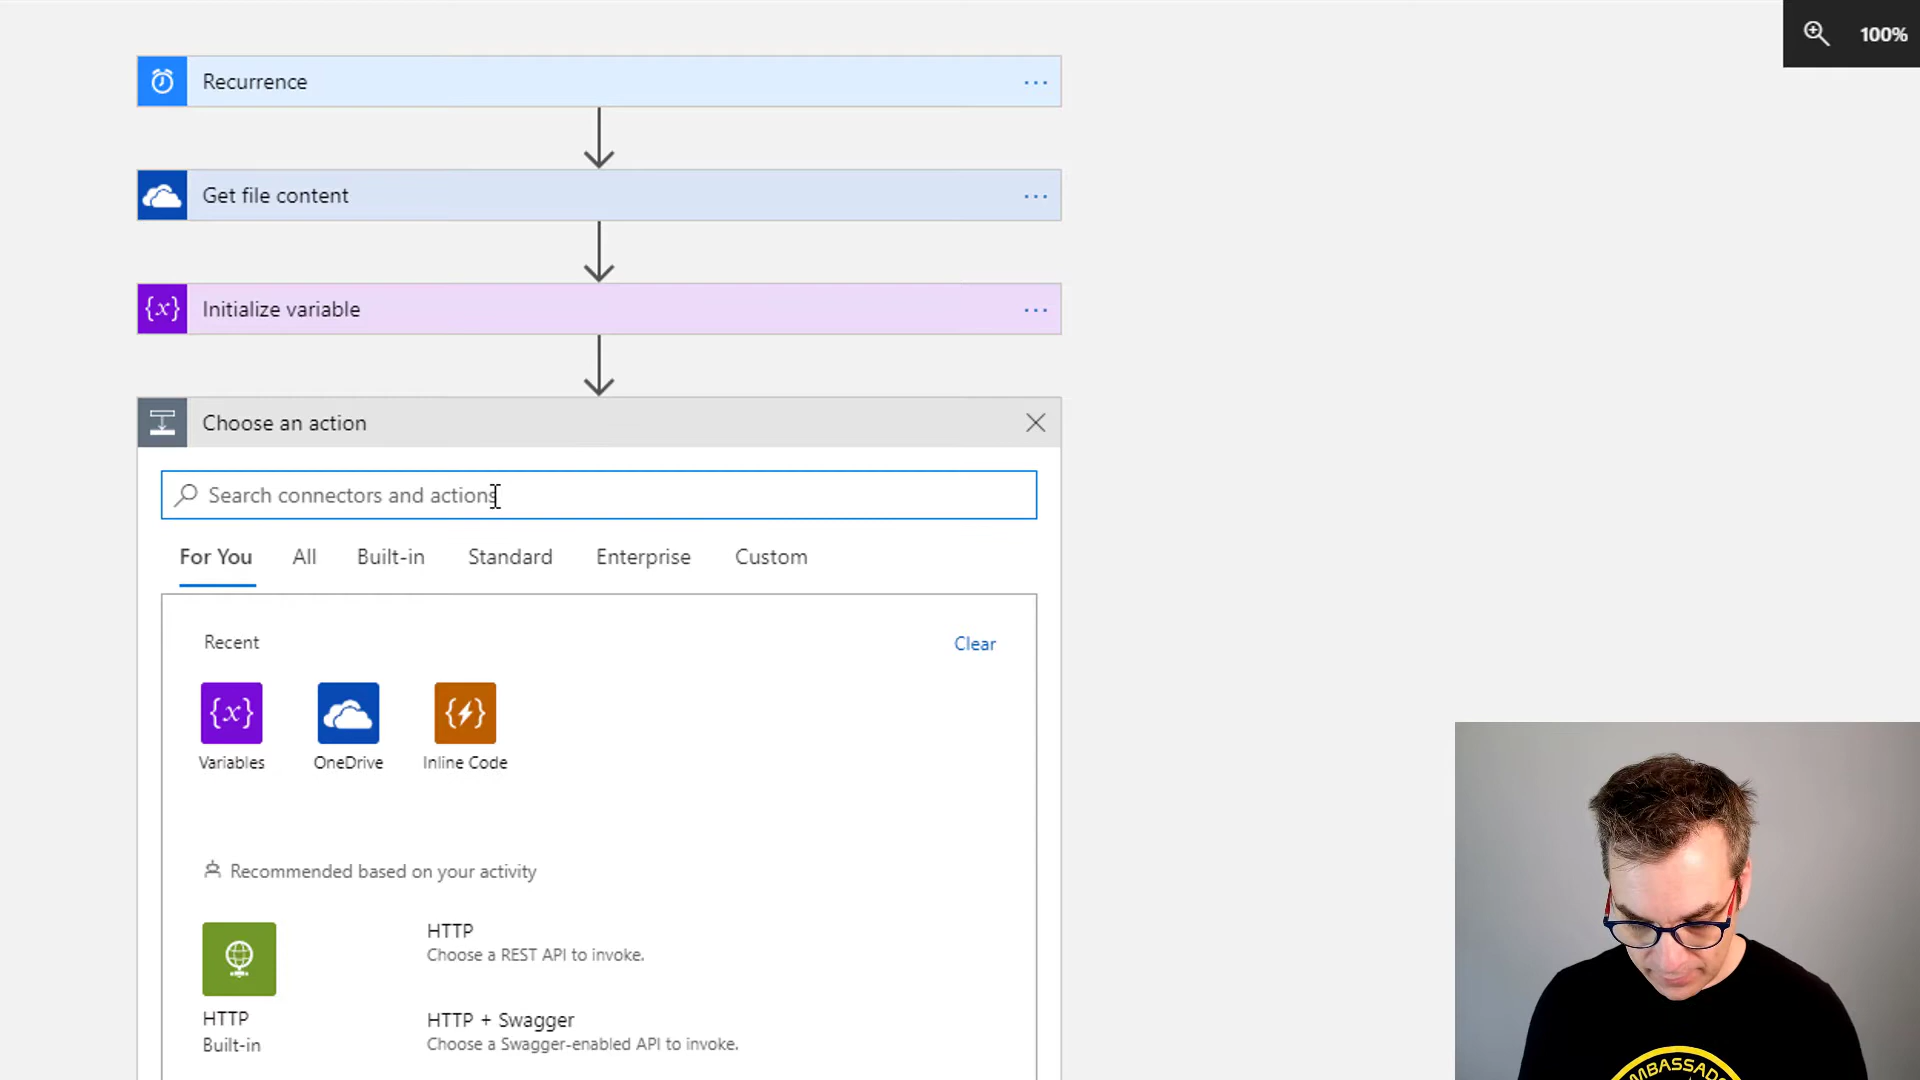 100%
Recurrence
Get file content
Initialize variable
Choose an action
Search connectors and actions
For You All Built-in Standard Enterprise Custom
Recent
Clear
{x} {x}
Variables OneDrive Inline Code
Recommended based on your activity
HTTP
Choose a REST API to invoke.
HTTP
Built-in
HTTP + Swagger
Choose a Swagger-enabled API to invoke.